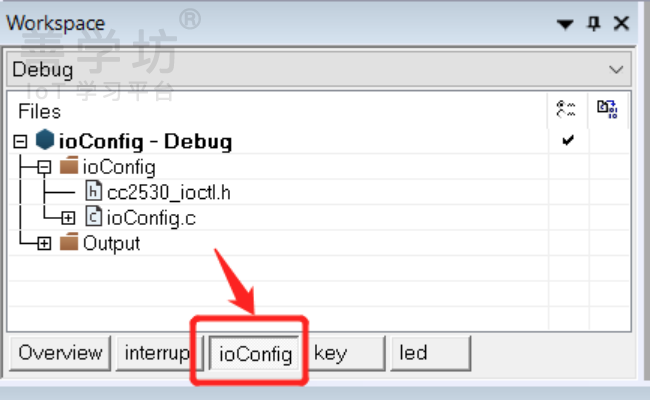 Workspace
善学坊®
Debug
IoT 学习平台
Files
ioConfig - Debug
ioConfig
h cc2530_ioctl.h
c ioConfig.c
Output
Overview interrup ioConfig key led